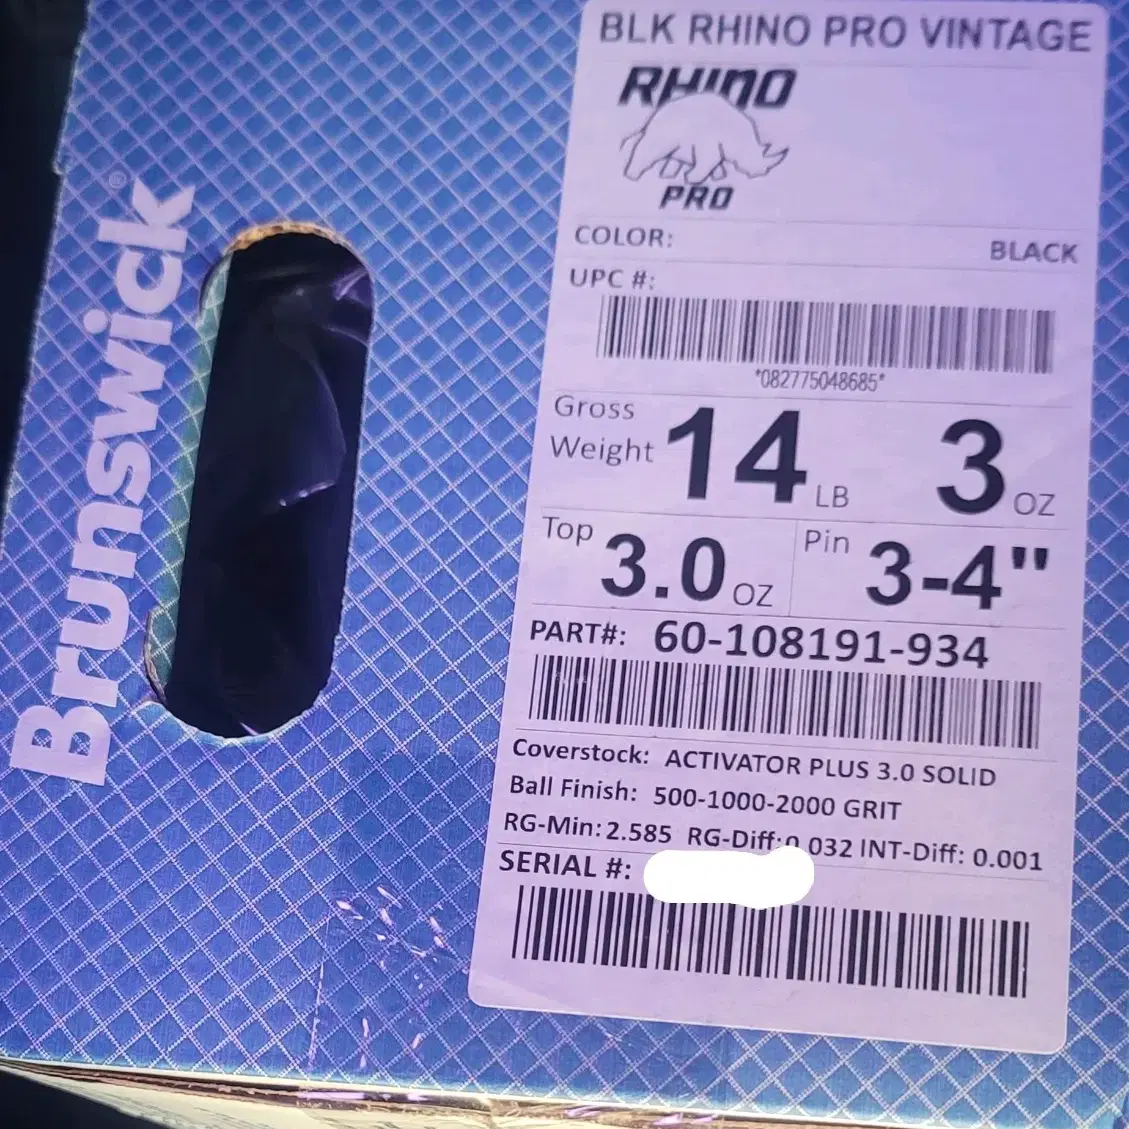 Brunswick®
BLK RHINO PRO VINTAGE
RHINO
PRO
COLOR: BLACK
UPC #:
*082775048685*
Gross Weight 14 LB 3 OZ
Top 3.0 OZ Pin 3-4"
PART#: 60-108191-934
Coverstock: ACTIVATOR PLUS 3.0 SOLID
Ball Finish: 500-1000-2000 GRIT
RG-Min: 2.585 RG-Diff: 0.032 INT-Diff: 0.001
SERIAL #: